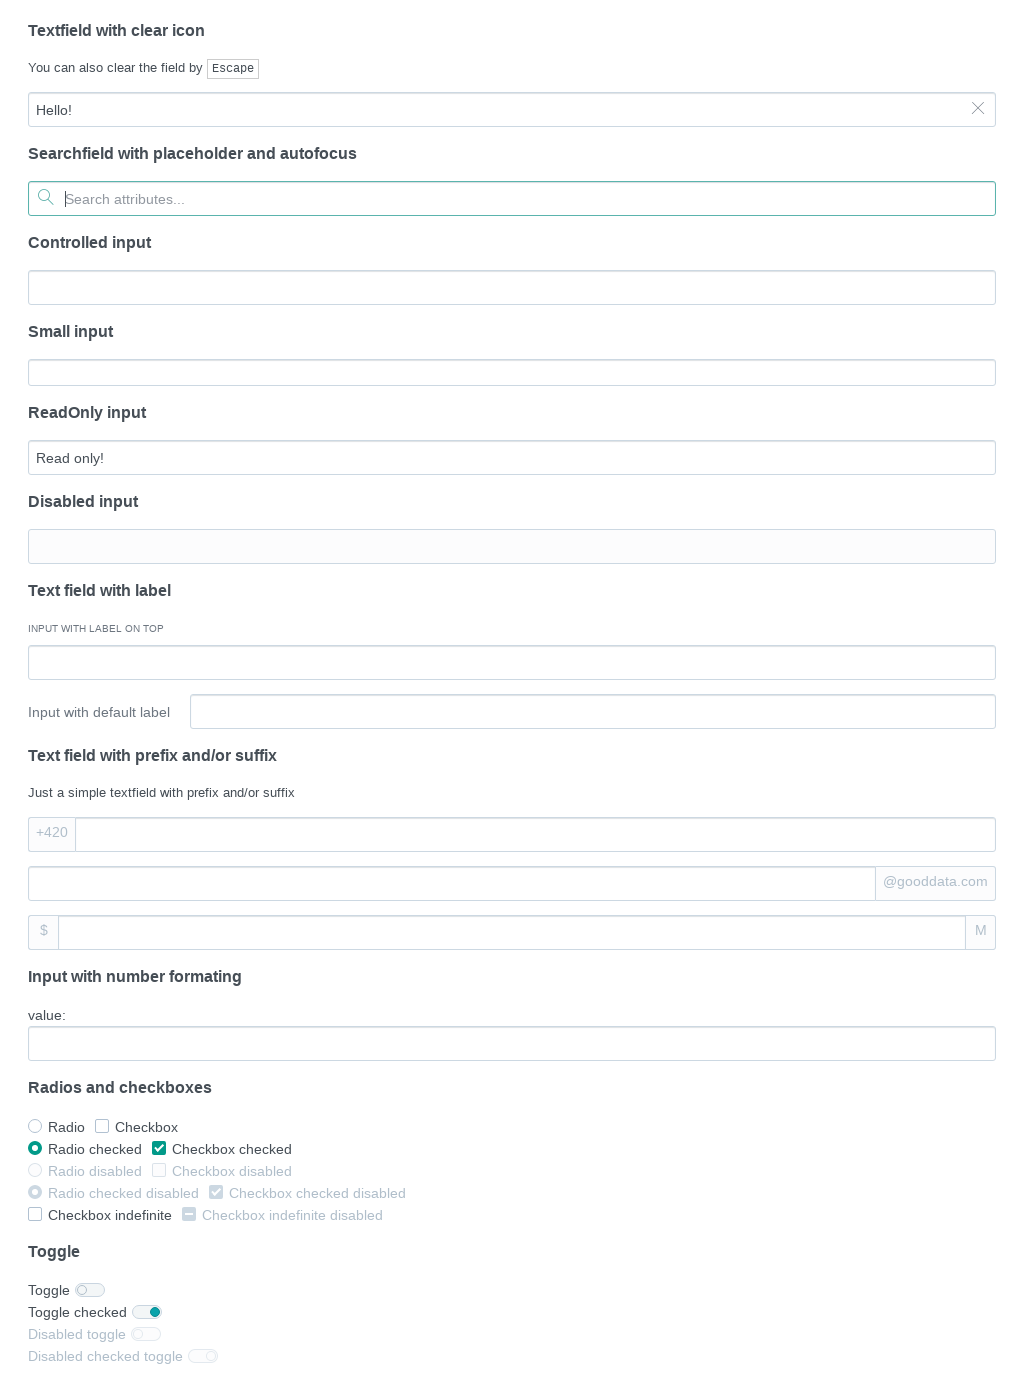 Textfield with clear icon
You can also clear the field by Escape
Hello!
Searchfield with placeholder and autofocus
Search attributes...
Controlled input
Small input
ReadOnly input
Read only!
Disabled input
Text field with label
INPUT WITH LABEL ON TOP
Input with default label
Text field with prefix and/or suffix
Just a simple textfield with prefix and/or suffix
+420
@gooddata.com
$ M
Input with number formating
value:
Radios and checkboxes
Radio Checkbox
Radio checked Checkbox checked
Radio disabled Checkbox disabled
Radio checked disabled Checkbox checked disabled
Checkbox indefinite Checkbox indefinite disabled
Toggle
Toggle
Toggle checked
Disabled toggle
Disabled checked toggle